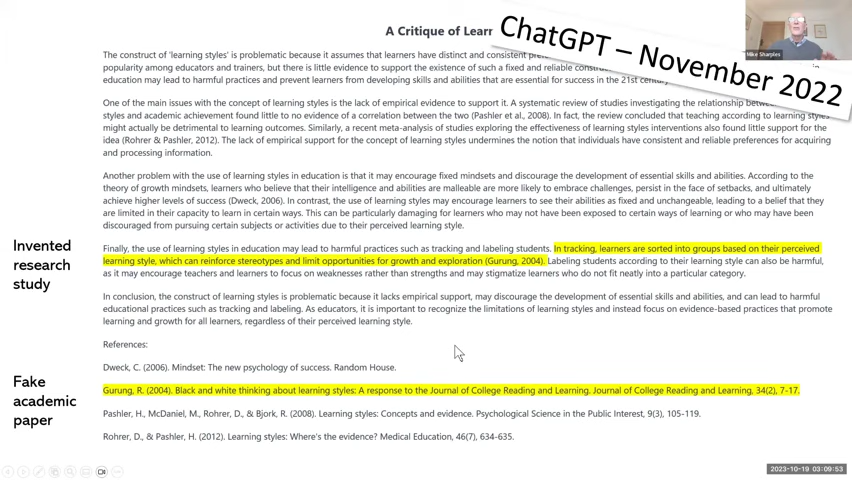 A Critique of Learn
ChatGPT – November 2022
Mike Sharples
The construct of 'learning styles' is problematic because it assumes that learners have distinct and consistent
popularity among educators and trainers, but there is little evidence to support the existence of such a fixed and reliable
education may lead to harmful practices and prevent learners from developing skills and abilities that are essential for success in the 21st
One of the main issues with the concept of learning styles is the lack of empirical evidence to support it. A systematic review of studies investigating the relationship
styles and academic achievement found little to no evidence of a correlation between the two (Pashler et al., 2008). In fact, the review concluded that teaching according to learning styles
might actually be detrimental to learning outcomes. Similarly, a recent meta-analysis of studies exploring the effectiveness of learning styles interventions also found little support for the
idea (Rohrer & Pashler, 2012). The lack of empirical support for the concept of learning styles undermines the notion that individuals have consistent and reliable preferences for acquiring
and processing information.
Another problem with the use of learning styles in education is that it may encourage fixed mindsets and discourage the development of essential skills and abilities. According to the
theory of growth mindsets, learners who believe that their intelligence and abilities are malleable are more likely to embrace challenges, persist in the face of setbacks, and ultimately
achieve higher levels of success (Dweck, 2006). In contrast, the use of learning styles may encourage learners to see their abilities as fixed and unchangeable, leading to a belief that they
are limited in their capacity to learn in certain ways. This can be particularly damaging for learners who may not have been exposed to certain ways of learning or who may have been
discouraged from pursuing certain subjects or activities due to their perceived learning style.
Invented
research
study
Finally, the use of learning styles in education may lead to harmful practices such as tracking and labeling students. In tracking, learners are sorted into groups based on their perceived
learning style, which can reinforce stereotypes and limit opportunities for growth and exploration (Gurung, 2004). Labeling students according to their learning style can also be harmful,
as it may encourage teachers and learners to focus on weaknesses rather than strengths and may stigmatize learners who do not fit neatly into a particular category.
In conclusion, the construct of learning styles is problematic because it lacks empirical support, may discourage the development of essential skills and abilities, and can lead to harmful
educational practices such as tracking and labeling. As educators, it is important to recognize the limitations of learning styles and instead focus on evidence-based practices that promote
learning and growth for all learners, regardless of their perceived learning style.
References:
Dweck, C. (2006). Mindset: The new psychology of success. Random House.
Fake
academic
paper
Gurung, R. (2004). Black and white thinking about learning styles: A response to the Journal of College Reading and Learning. Journal of College Reading and Learning, 34(2), 7-17.
Pashler, H., McDaniel, M., Rohrer, D., & Bjork, R. (2008). Learning styles: Concepts and evidence. Psychological Science in the Public Interest, 9(3), 105-119.
Rohrer, D., & Pashler, H. (2012). Learning styles: Where's the evidence? Medical Education, 46(7), 634-635.
2023-10-19 03:09:53